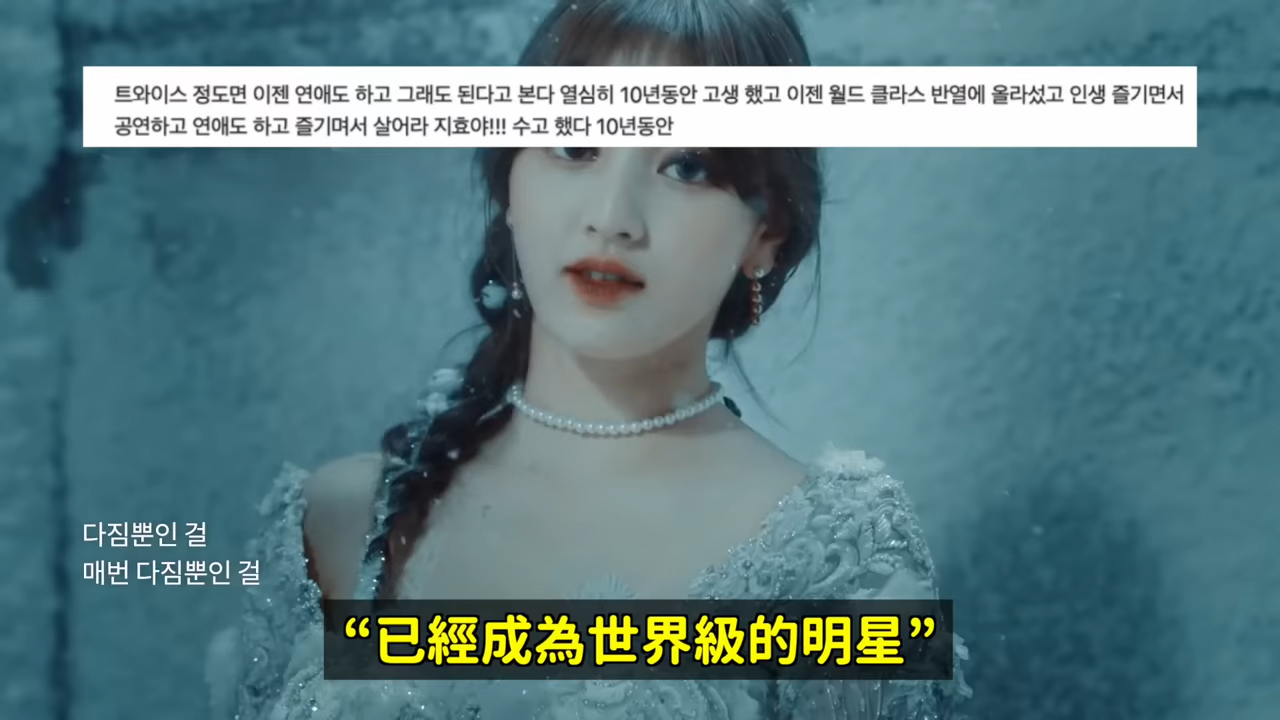 트와이스 정도면 이젠 연애도 하고 그래도 된다고 본다 열심히 10년동안 고생 했고 이젠 월드 클라스 반열에 올라섰고 인생 즐기면서
공연하고 연애도 하고 즐기며서 살어라 지효야!!! 수고 했다 10년동안
다짐뿐인 걸
매번 다짐뿐인 걸
“已經成為世界級的明星”